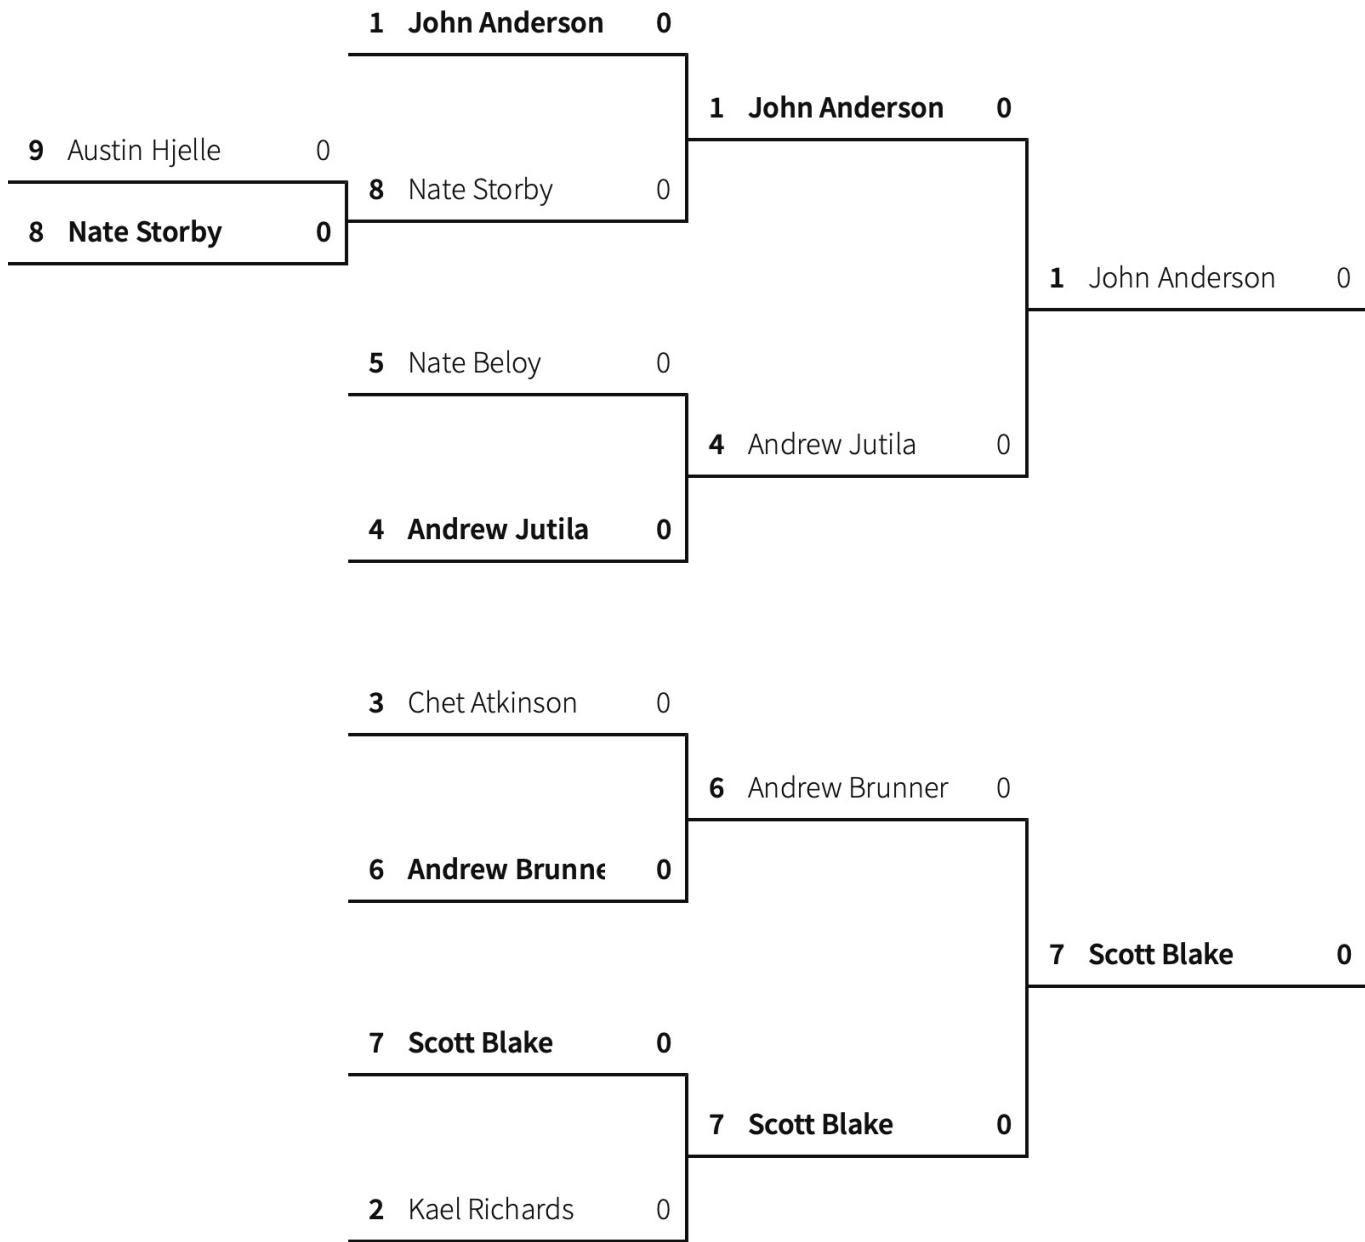 1 John Anderson 0
1 John Anderson 0
9 Austin Hjelle 0
8 Nate Storby 0
8 Nate Storby 0
1 John Anderson 0
5 Nate Beloy 0
4 Andrew Jutila 0
4 Andrew Jutila 0
3 Chet Atkinson 0
6 Andrew Brunner 0
6 Andrew Brunne 0
7 Scott Blake 0
7 Scott Blake 0
7 Scott Blake 0
2 Kael Richards 0